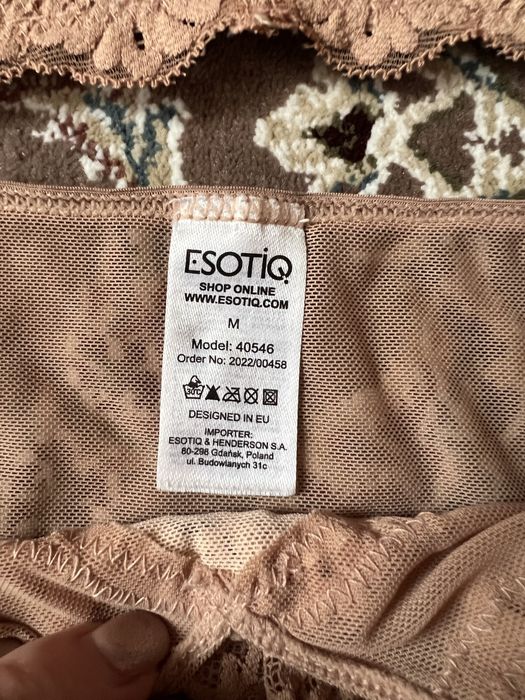 ESOTIQ
SHOP ONLINE
WWW.ESOTIQ.COM
M
Model: 40546
Order No: 2022/00458
30°C
DESIGNED IN EU
IMPORTER:
ESOTIQ & HENDERSON S.A.
80-298 Gdańsk, Poland
ul. Budowlanych 31c